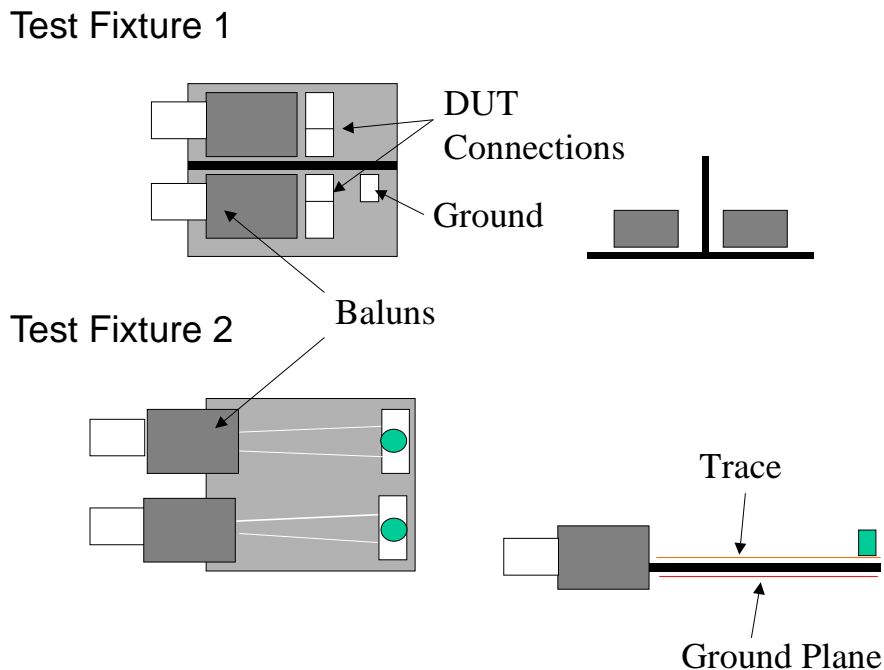 Test Fixture 1
DUT
Connections
Ground
Baluns
Test Fixture 2
Trace
Ground Plane